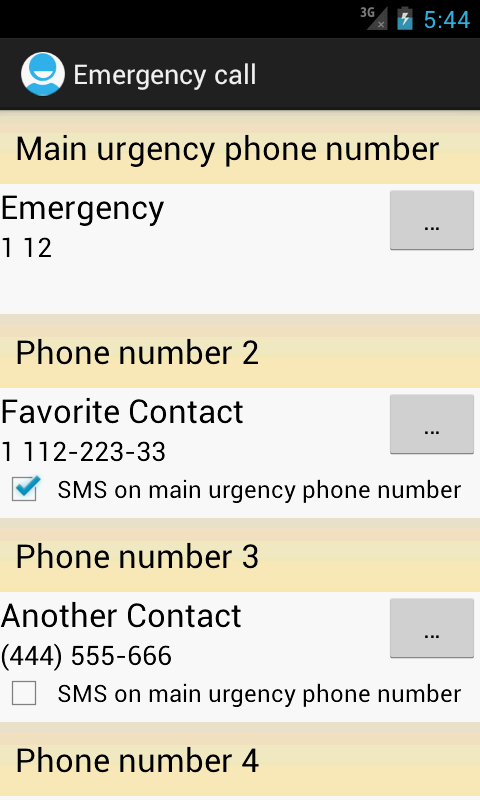 3G 5:44
Emergency call
Main urgency phone number
Emergency ...
1 12
Phone number 2
Favorite Contact ...
1 112-223-33
SMS on main urgency phone number
Phone number 3
Another Contact ...
(444) 555-666
SMS on main urgency phone number
Phone number 4